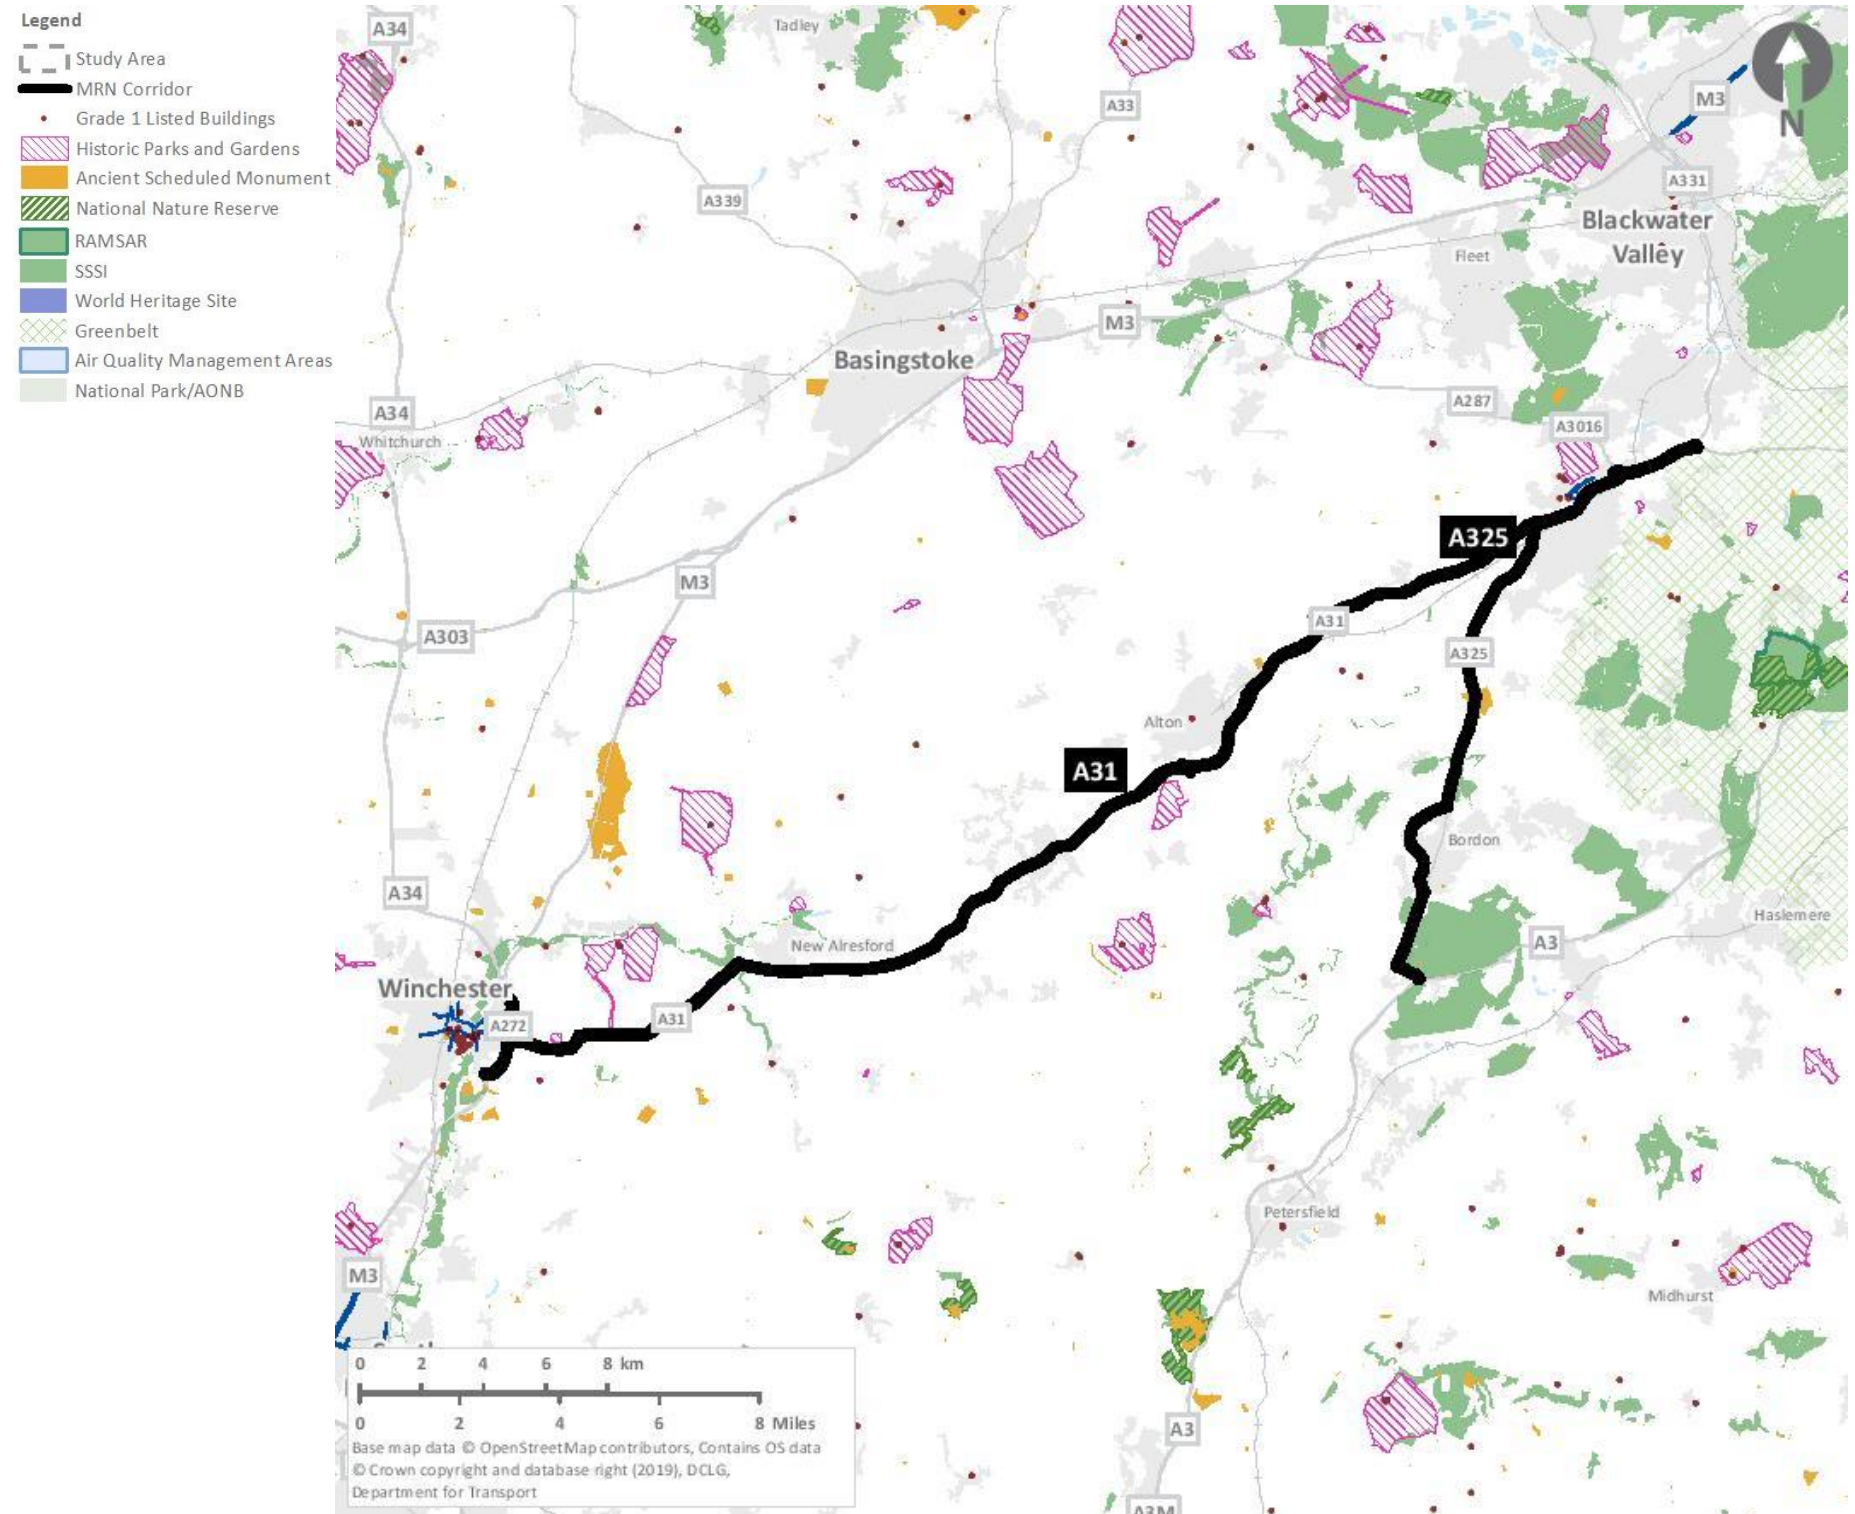 Legend
Study Area
MRN Corridor
Grade 1 Listed Buildings
Historic Parks and Gardens
Ancient Scheduled Monument
National Nature Reserve
RAMSAR
SSSI
World Heritage Site
Greenbelt
Air Quality Management Areas
National Park/AONB
A34
Tadley
A33
M3
N
A339
A331
Blackwater
Valley
Fleet
M3
Basingstoke
A287
A34
Whitchurch
A3016
A325
M3
A303
A31
A325
Alton
A31
Bordon
A34
Haslemere
New Alresford
A3
Winchester
A272
A31
Petersfield
M3
Midhurst
0 2 4 6 8 km
0 2 4 6 8 Miles
A3
Base map data © OpenStreetMap contributors, Contains OS data
© Crown copyright and database right (2019), DCLG,
Department for Transport
A3M